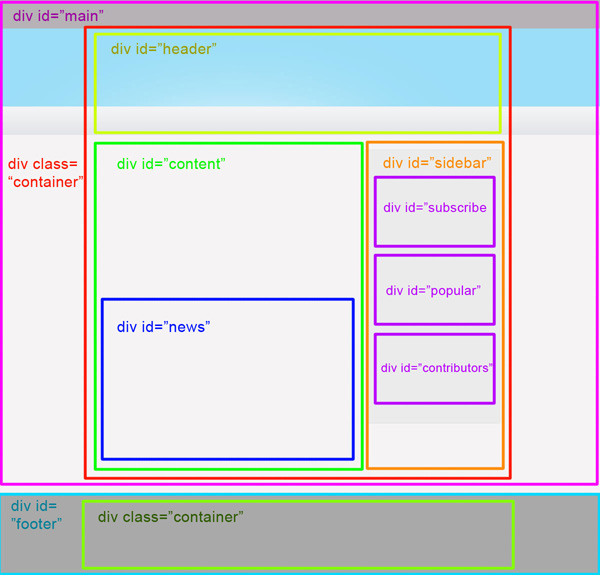 div id=”main”
div id=”header”
div class=
“container”
div id=”content”
div id=”sidebar”
div id=”subscribe
div id=”popular”
div id=”news”
div id=”contributors”
div id=
”footer”
div class=”container”